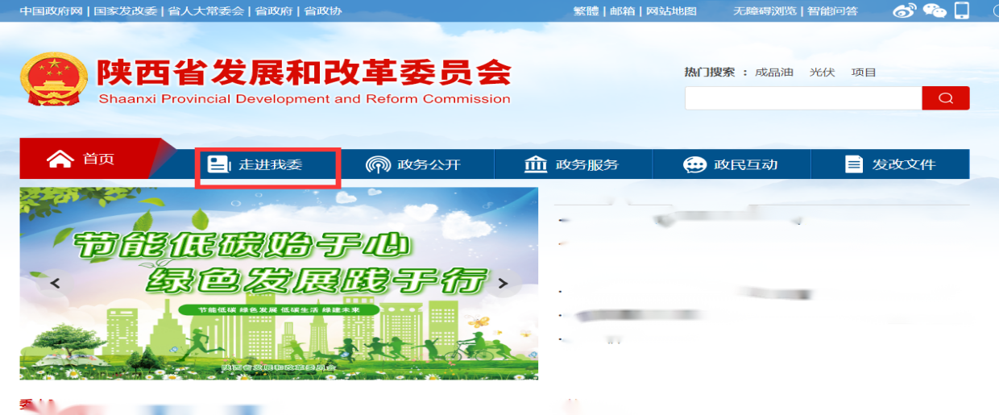 中国政府网 | 国家发改委 | 省人大常委会 | 省政府 | 省政协
繁體 | 邮箱 | 网站地图 无障碍浏览 | 智能问答
陕西省发展和改革委员会
Shaanxi Provincial Development and Reform Commission
热门搜索 : 成品油 光伏 项目
首页 走进我委 政务公开 政务服务 政民互动 发改文件
节能低碳始于心
绿色发展践于行
节能低碳 绿色发展 低碳生活 绿建未来
陕西省发展和改革委员会